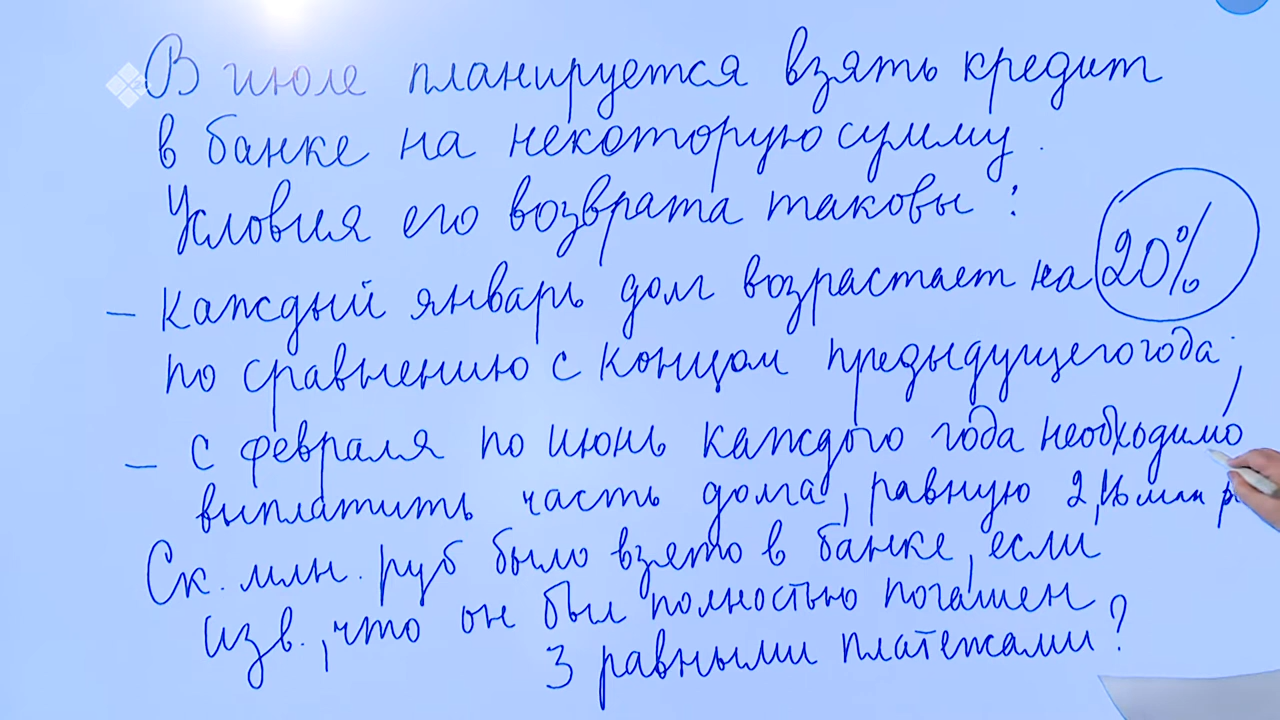 В июле планируется взять кредит
в банке на некоторую сумму.
Условия его возврата таковы:
– каждый январь долг возрастает на 20%
по сравнению с концом предыдущего года;
– с февраля по июнь каждого года необходимо
выплатить часть долга, равную 2,16 млн р
Ск. млн. руб было взято в банке, если
изв., что он был полностью погашен
3 равными платежами?